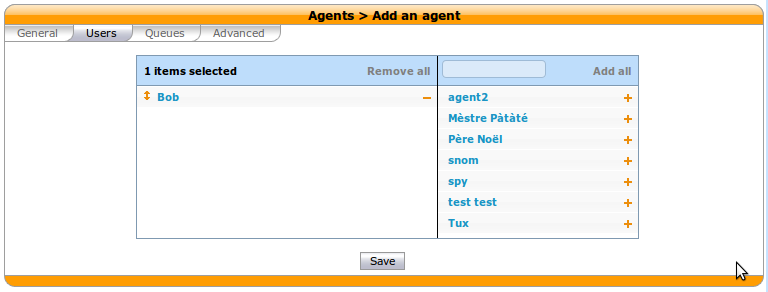 Agents > Add an agent
General Users Queues Advanced
1 items selected Remove all Add all
Bob
agent2
Mèstre Pàtàté
Père Noël
snom
spy
test test
Tux
Save